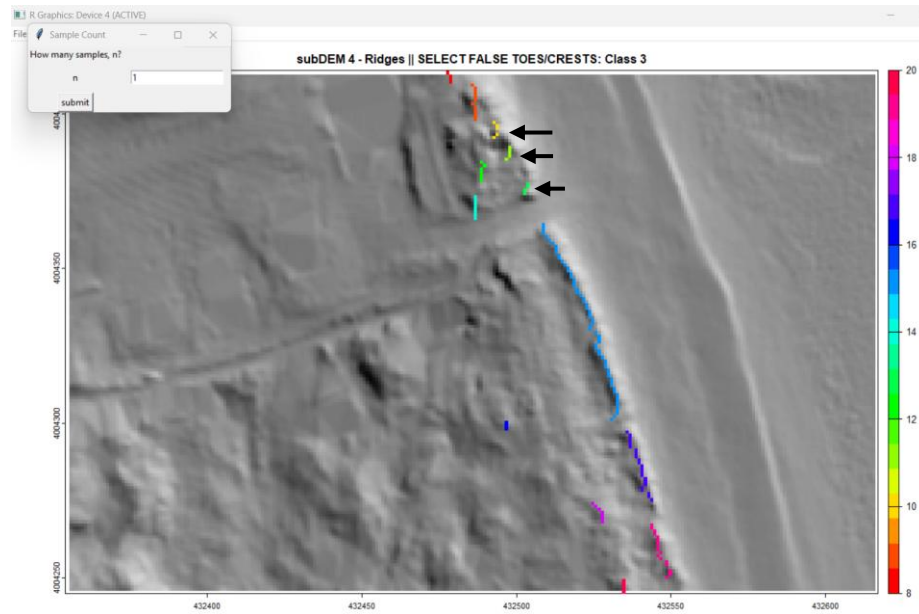 R Graphics: Device 4 (ACTIVE)
File
Sample Count
How many samples, n?
n
1
submit
subDEM 4 - Ridges || SELECT FALSE TOES/CRESTS: Class 3
4004350
4004300
4004250
432400
432450
432500
432550
432600
20
18
16
14
12
10
8